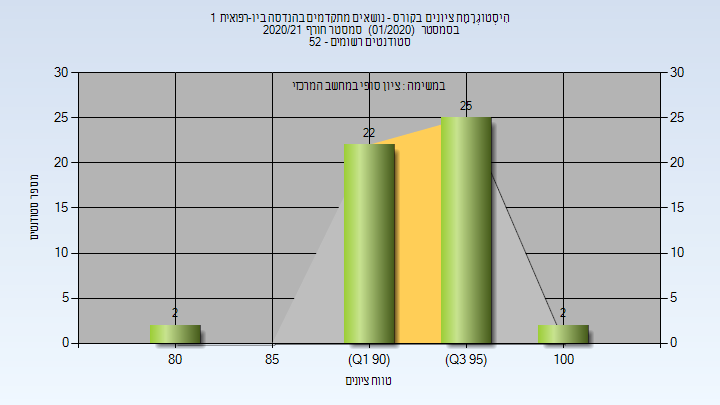 היסטוגרמת ציונים בקורס - נושאים מתקדמים בהנדסה ביו-רפואית 1
בסמסטר (01/2020) סמסטר חורף 2020/21
סטודנטים רשומים - 52
במשימה : ציון סופי במחשב המרכזי
30 30
25 25
20 20
15 15
10 10
5 5
0 0
מספר סטודנטים
2 22 25 2
80 85 (Q1 90) (Q3 95) 100
טווח ציונים